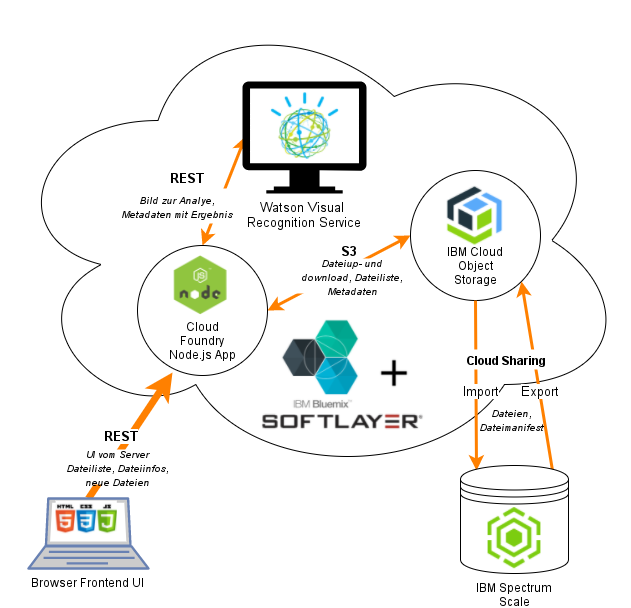 REST
Bild zur Analye,
Metadaten mit Ergebnis
Watson Visual
Recognition Service
S3
Dateiup- und
download, Dateiliste,
Metadaten
IBM Cloud
Object
Storage
JS
node
Cloud
Foundry
Node.js App
IBM Bluemix™
+
SOFTLAYER®
Cloud Sharing
Import
Export
Dateien,
Dateimanifest
REST
UI vom Server
Dateiliste, Dateiinfos,
neue Dateien
HTML CSS JS
5 3
Browser Frontend UI
IBM Spectrum
Scale